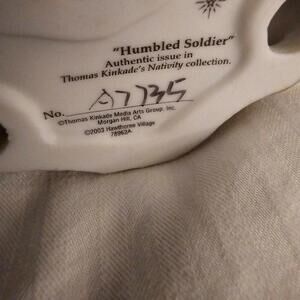 "Humbled Soldier"
Authentic issue in
Thomas Kinkade's Nativity collection.
No. A7735
©Thomas Kinkade Media Arts Group, Inc.
Morgan Hill, CA
©2003 Hawthorne Village
78962A